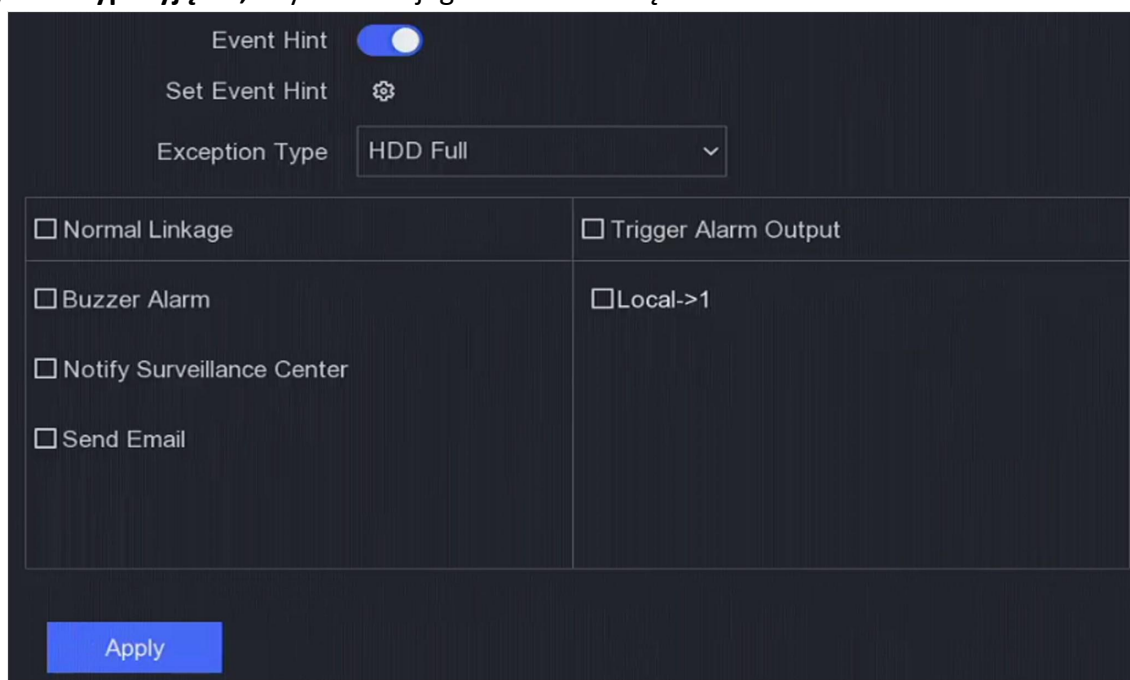 Event Hint
Set Event Hint
Exception Type HDD Full
Normal Linkage Trigger Alarm Output
Buzzer Alarm Local->1
Notify Surveillance Center
Send Email
Apply